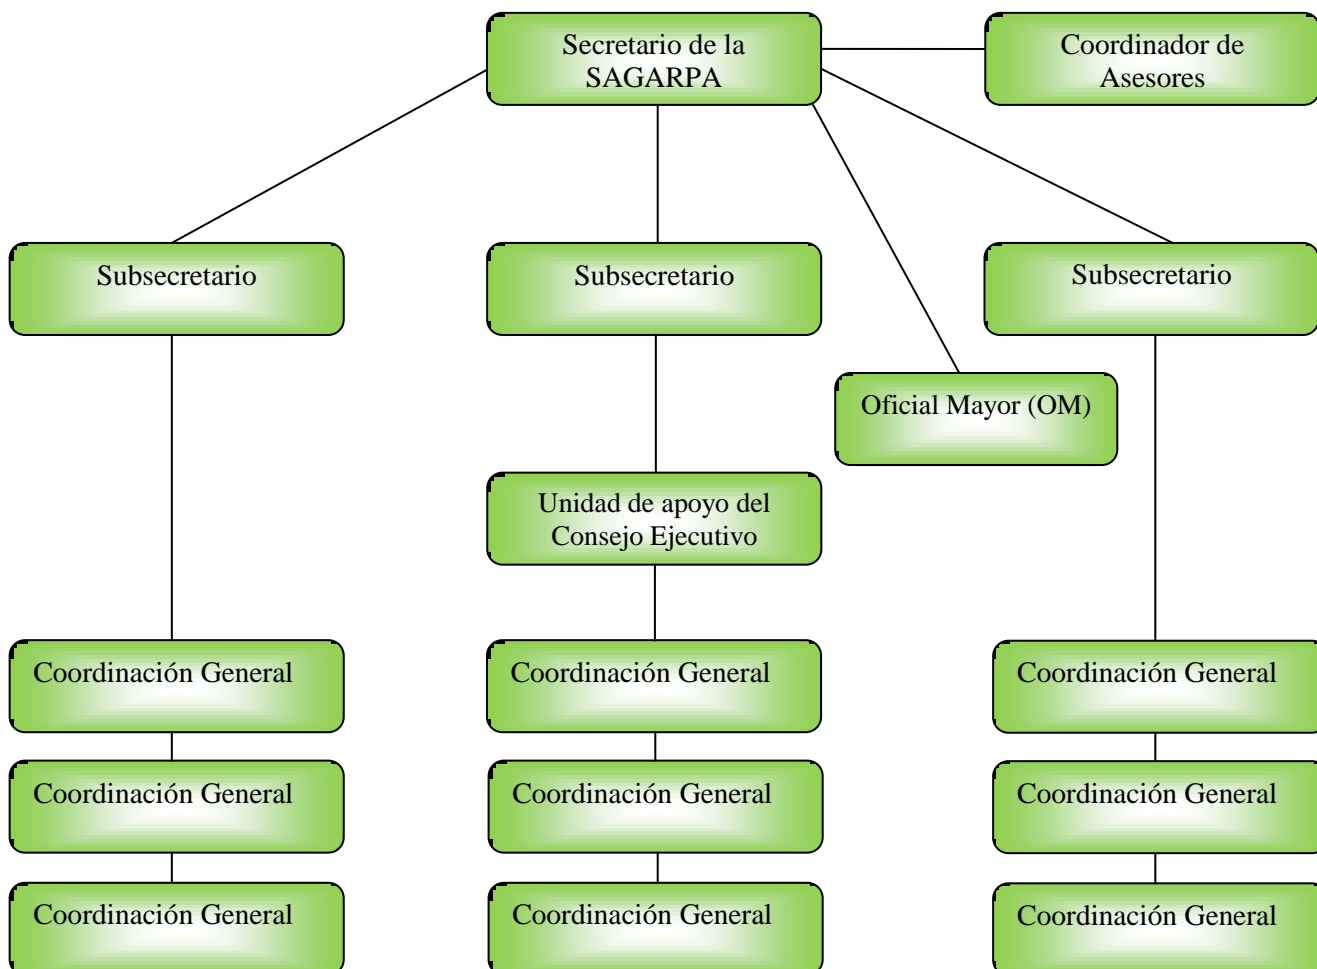 Secretario de la
SAGARPA
Coordinador de
Asesores
Subsecretario
Subsecretario
Subsecretario
Oficial Mayor (OM)
Unidad de apoyo del
Consejo Ejecutivo
Coordinación General
Coordinación General
Coordinación General
Coordinación General
Coordinación General
Coordinación General
Coordinación General
Coordinación General
Coordinación General